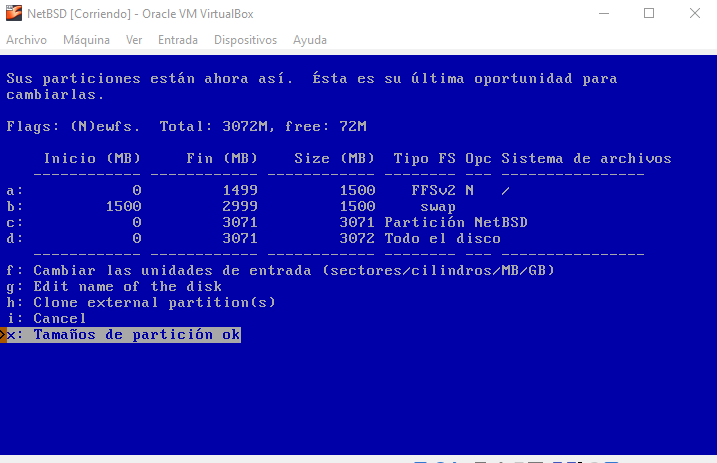 NetBSD [Corriendo] - Oracle VM VirtualBox
Archivo Máquina Ver Entrada Dispositivos Ayuda
Sus particiones están ahora así. Ésta es su última oportunidad para
cambiarlas.
Flags: (N)ewfs. Total: 3072M, free: 72M
Inicio (MB) Fin (MB) Size (MB) Tipo FS Opc Sistema de archivos
------------ ------------ ------------ -------- --- ----------------
a: 0 1499 1500 FFSv2 N /
b: 1500 2999 1500 swap
c: 0 3071 3071 Partición NetBSD
d: 0 3071 3072 Todo el disco
------------ ------------ ------------ -------- --- ----------------
f: Cambiar las unidades de entrada (sectores/cilindros/MB/GB)
g: Edit name of the disk
h: Clone external partition(s)
i: Cancel
>x: Tamaños de partición ok